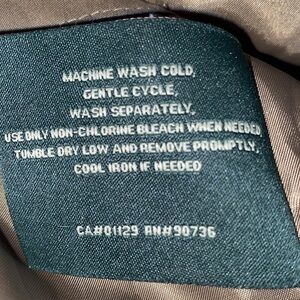 MACHINE WASH COLD,
GENTLE CYCLE,
WASH SEPARATELY,
USE ONLY NON-CHLORINE BLEACH WHEN NEEDED
TUMBLE DRY LOW AND REMOVE PROMPTLY,
COOL IRON IF NEEDED
CA#01129 RN#90736